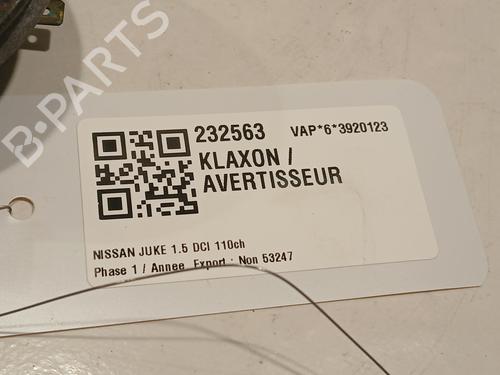 B-PARTS
232563 VAP*6*3920123
KLAXON /
AVERTISSEUR
NISSAN JUKE 1.5 DCI 110ch
Phase 1 / Annee Export : Non 53247